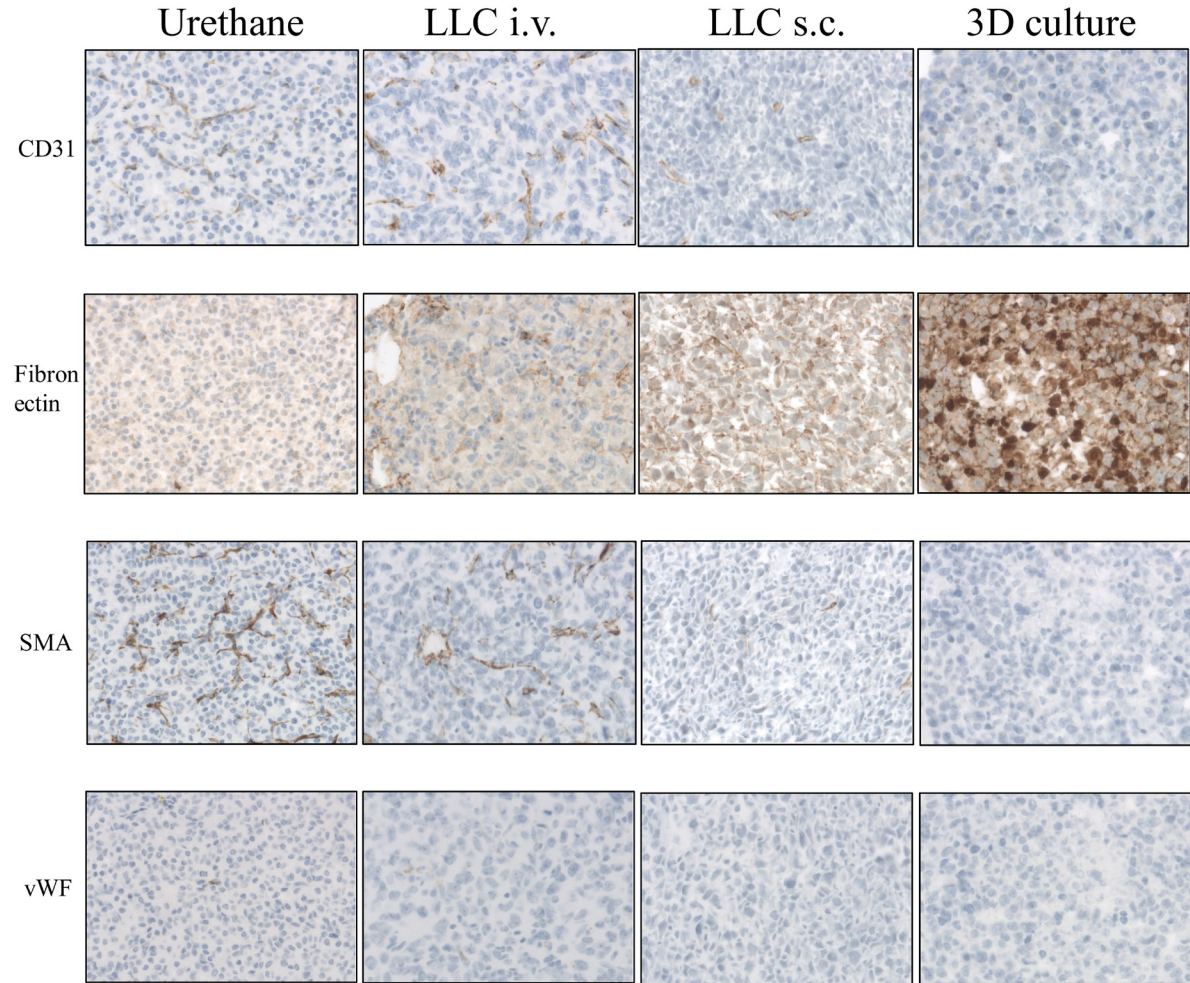 Urethane LLC i.v. LLC s.c. 3D culture
CD31
Fibron
ectin
SMA
vWF